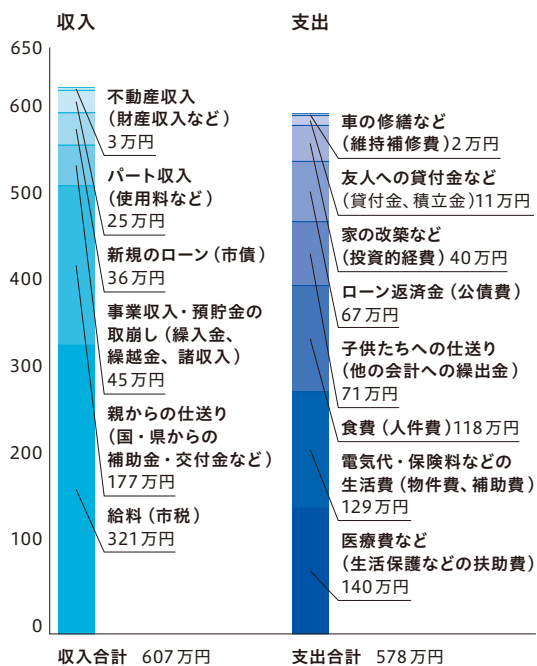 収入
支出
650
600
500
400
300
200
100
0
不動産収入
(財産収入など)
3万円
パート収入
(使用料など)
25万円
新規のローン(市債)
36万円
事業収入・預貯金の
取崩し(繰入金、
繰越金、諸収入)
45万円
親からの仕送り
(国・県からの
補助金・交付金など)
177万円
給料(市税)
321万円
車の修繕など
(維持補修費)2万円
友人への貸付金など
(貸付金、積立金)11万円
家の改築など
(投資的経費)40万円
ローン返済金(公債費)
67万円
子供たちへの仕送り
(他の会計への繰出金)
71万円
食費(人件費)118万円
電気代・保険料などの
生活費(物件費、補助費)
129万円
医療費など
(生活保護などの扶助費)
140万円
収入合計 607万円
支出合計 578万円